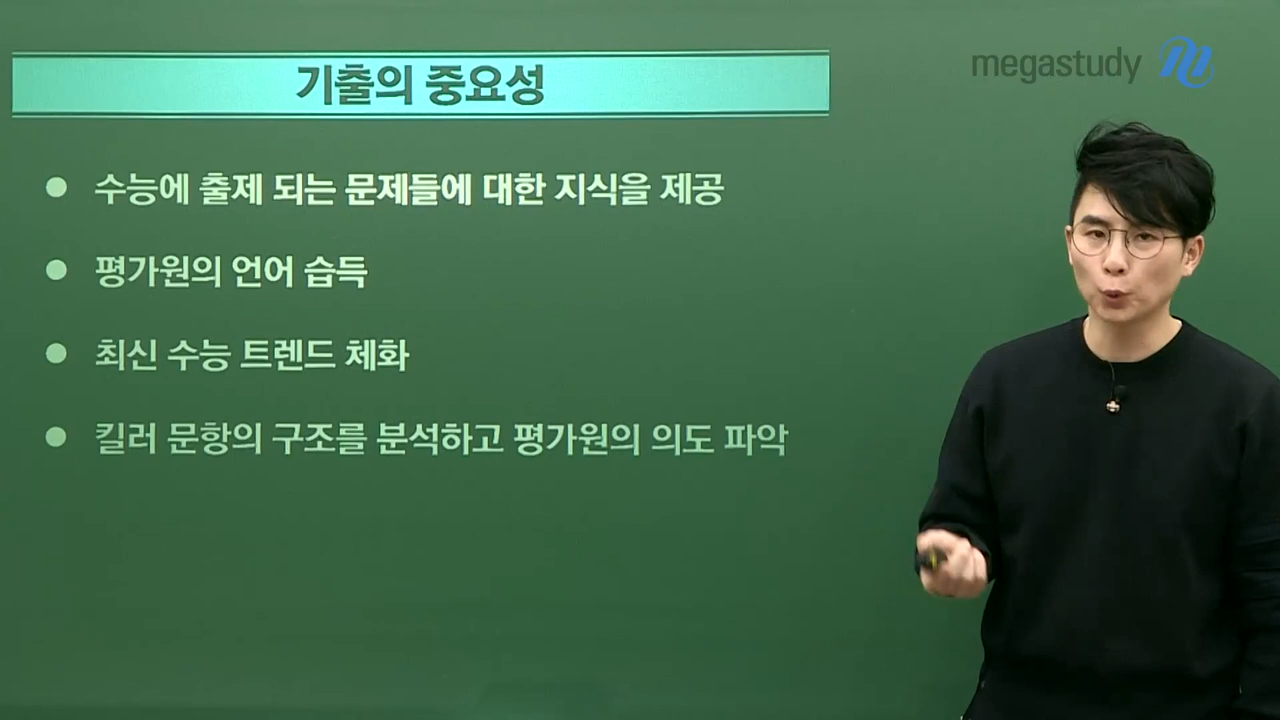 megastudy
기출의 중요성
수능에 출제 되는 문제들에 대한 지식을 제공
평가원의 언어 습득
최신 수능 트렌드 체화
킬러 문항의 구조를 분석하고 평가원의 의도 파악